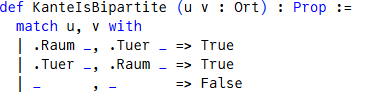 def KanteIsBipartite (u v : Ort) : Prop :=
  match u, v with
  | .Raum _, .Tuer _ => True
  | .Tuer _, .Raum _ => True
  | _      , _       => False